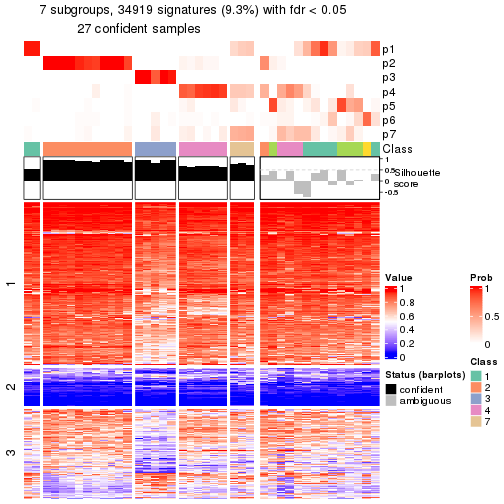 7 subgroups, 34919 signatures (9.3%) with fdr < 0.05
27 confident samples
p1
p2
p3
p4
p5
p6
p7
Class
1
0.5
0
-0.5
Silhouette
score
1
2
3
Value
1
0.8
0.6
0.4
0.2
0
Prob
1
0.5
0
Status (barplots)
confident
ambiguous
Class
1
2
3
4
7